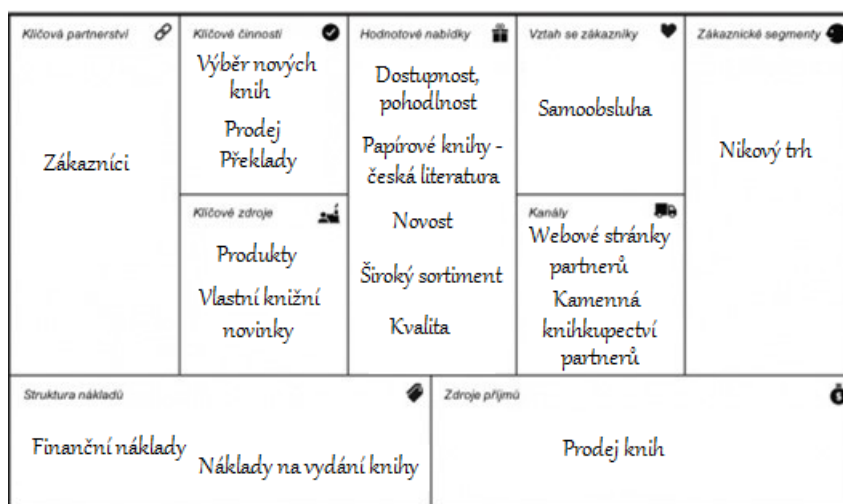 Klíčová partnerství
Zákazníci
Klíčové činnosti
Výběr nových
knih
Prodej
Překlady
Klíčové zdroje
Produkty
Vlastní knižní
novinky
Hodnotové nabídky
Dostupnost,
pohodlnost
Papírové knihy -
česká literatura
Novost
Široký sortiment
Kvalita
Vztah se zákazníky
Samoobsluha
Kanály
Webové stránky
partnerů
Kamenná
knihkupectví
partnerů
Zákaznické segmenty
Nikový trh
Struktura nákladů
Finanční náklady
Náklady na vydání knihy
Zdroje příjmů
Prodej knih